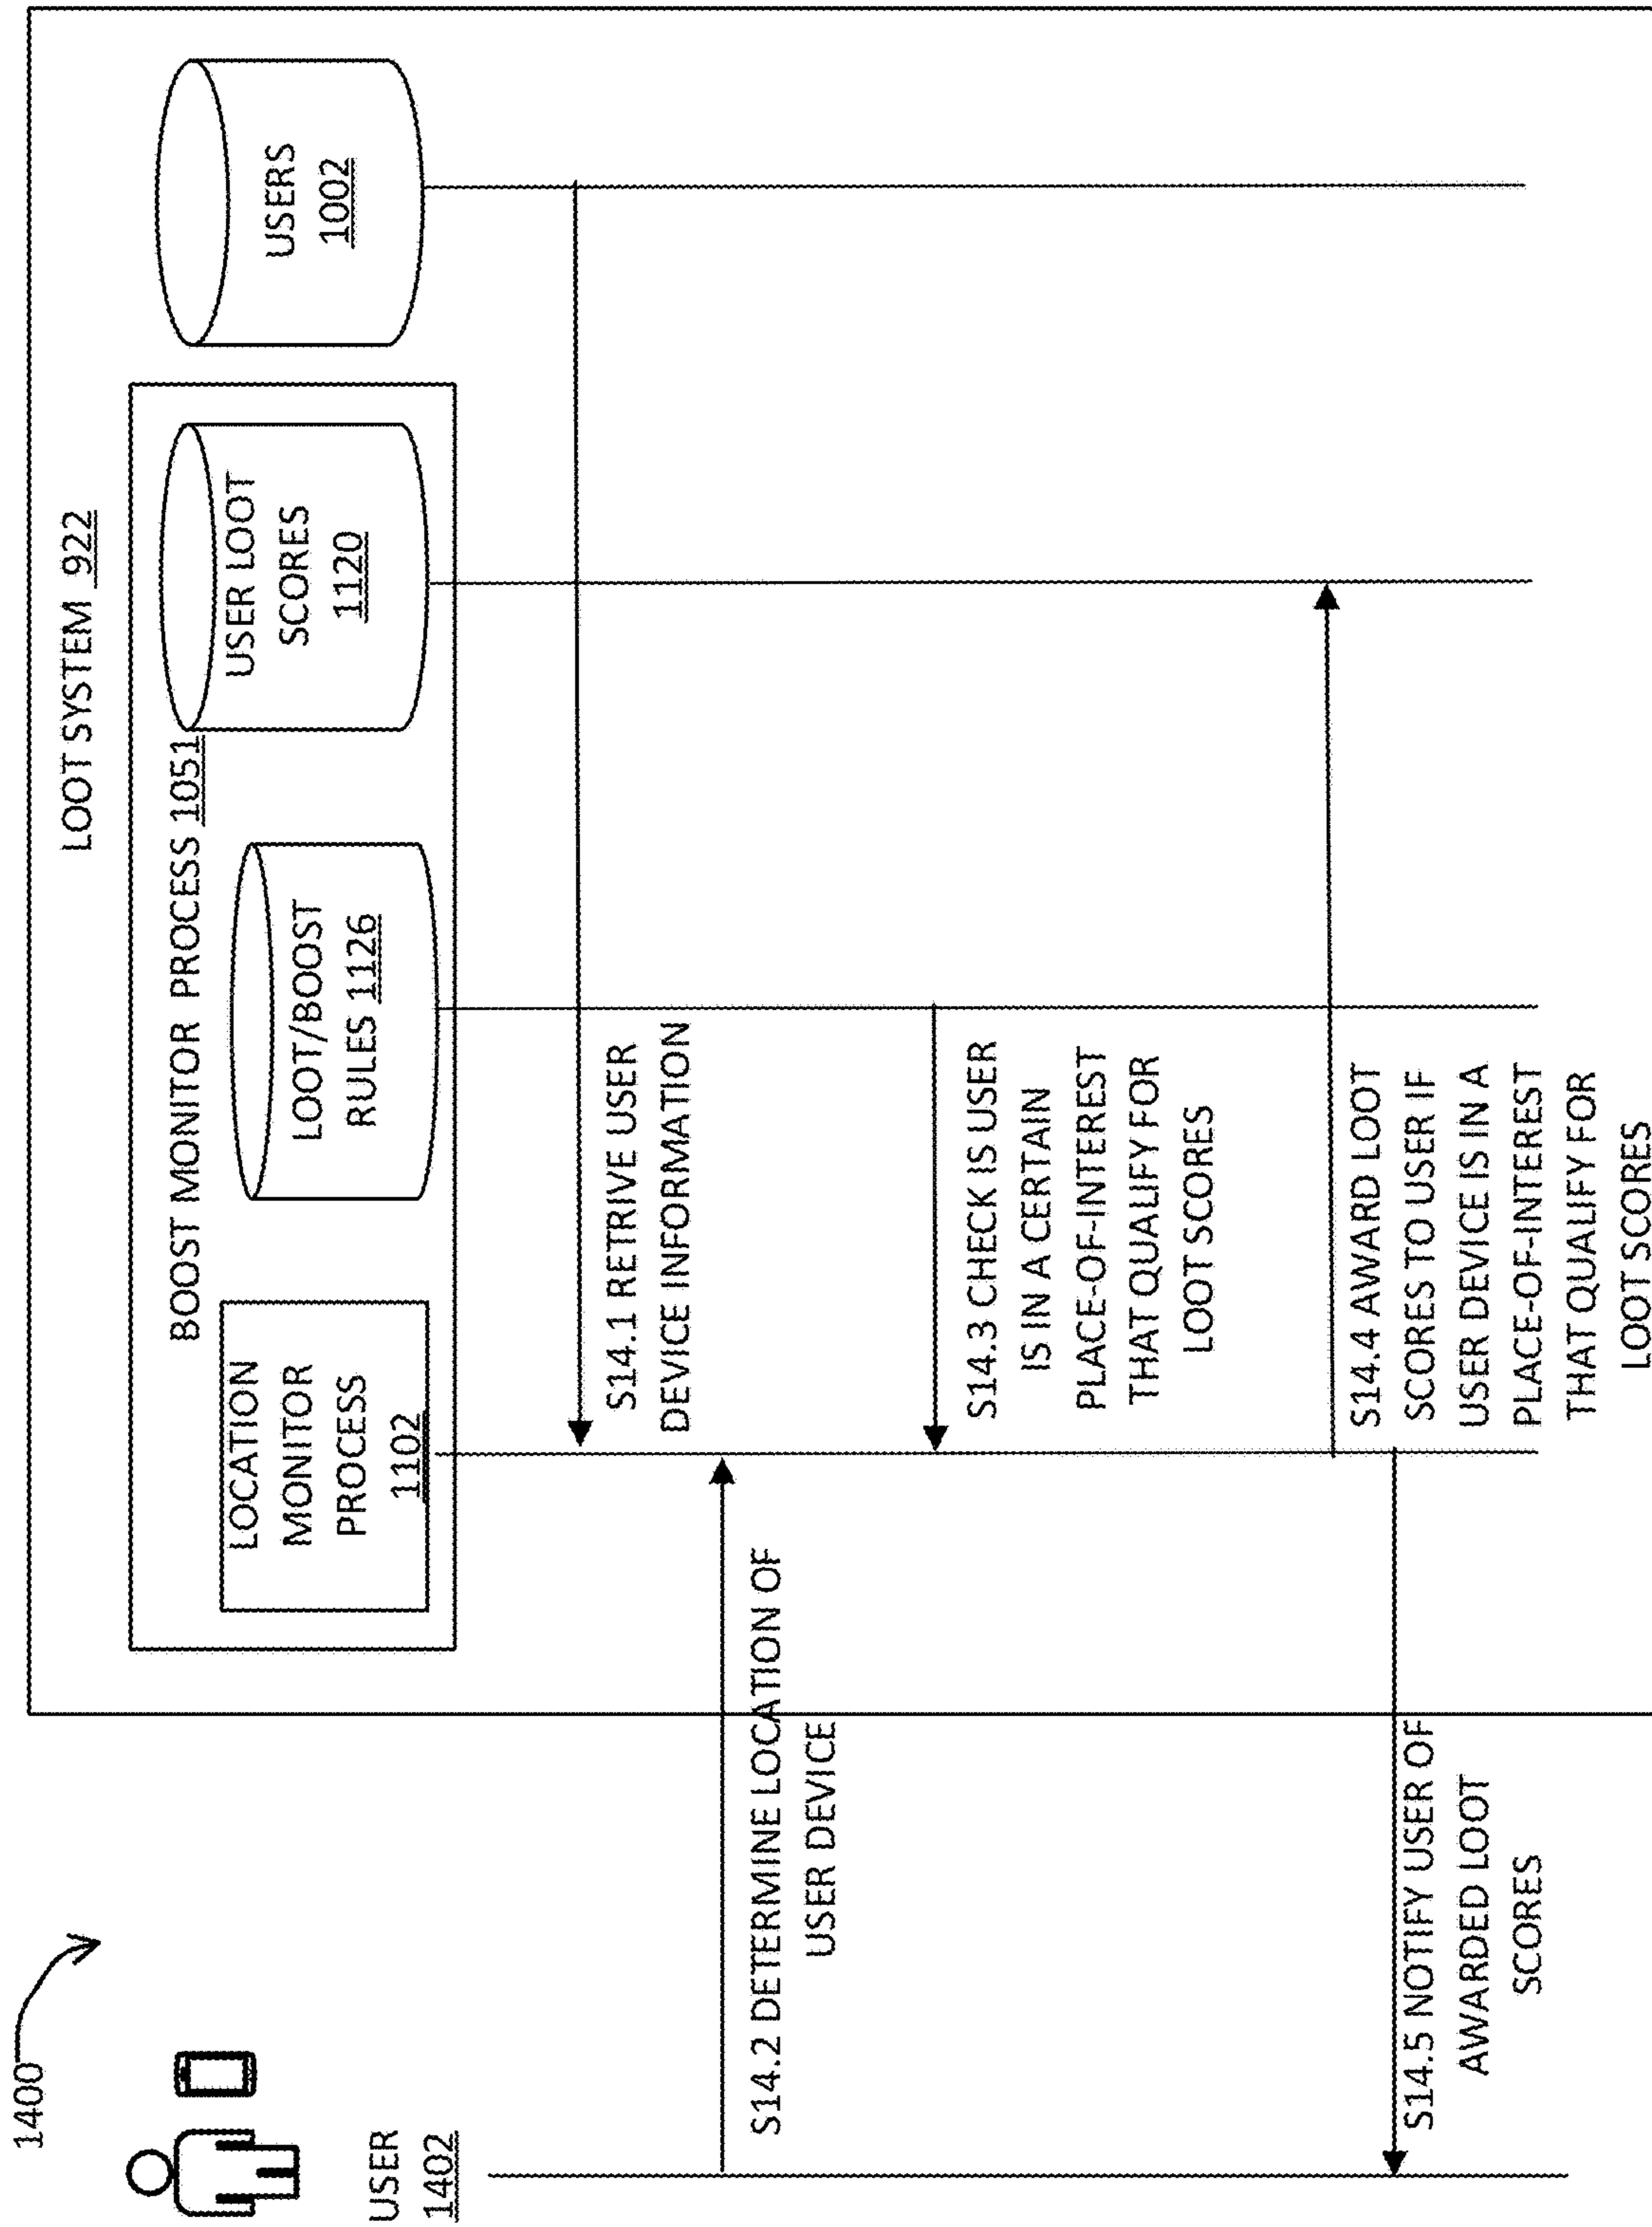 1400
LOOT SYSTEM 922
BOOST MONITOR PROCESS 1051
USER
1402
LOCATION
MONITOR
PROCESS
1102
LOOT/BOOST
RULES 1126
USER LOOT
SCORES
1120
USERS
1002
S14.1 RETRIVE USER
DEVICE INFORMATION
S14.2 DETERMINE LOCATION OF
USER DEVICE
S14.3 CHECK IS USER
IS IN A CERTAIN
PLACE-OF-INTEREST
THAT QUALIFY FOR
LOOT SCORES
S14.4 AWARD LOOT
SCORES TO USER IF
USER DEVICE IS IN A
PLACE-OF-INTEREST
THAT QUALIFY FOR
LOOT SCORES
S14.5 NOTIFY USER OF
AWARDED LOOT
SCORES